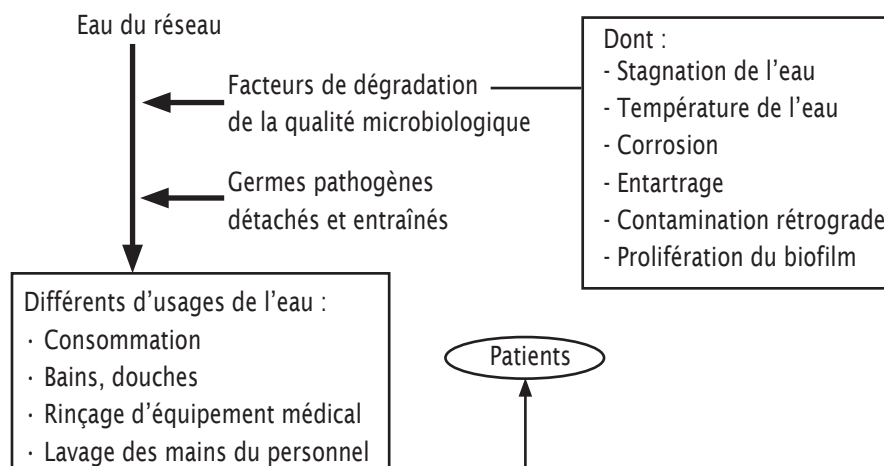 Eau du réseau
Facteurs de dégradation
de la qualité microbiologique
Dont :
- Stagnation de l'eau
- Température de l'eau
- Corrosion
- Entartrage
- Contamination rétrograde
- Prolifération du biofilm
Germes pathogènes
détachés et entraînés
Différents d'usages de l'eau :
· Consommation
· Bains, douches
· Rinçage d'équipement médical
· Lavage des mains du personnel
Patients